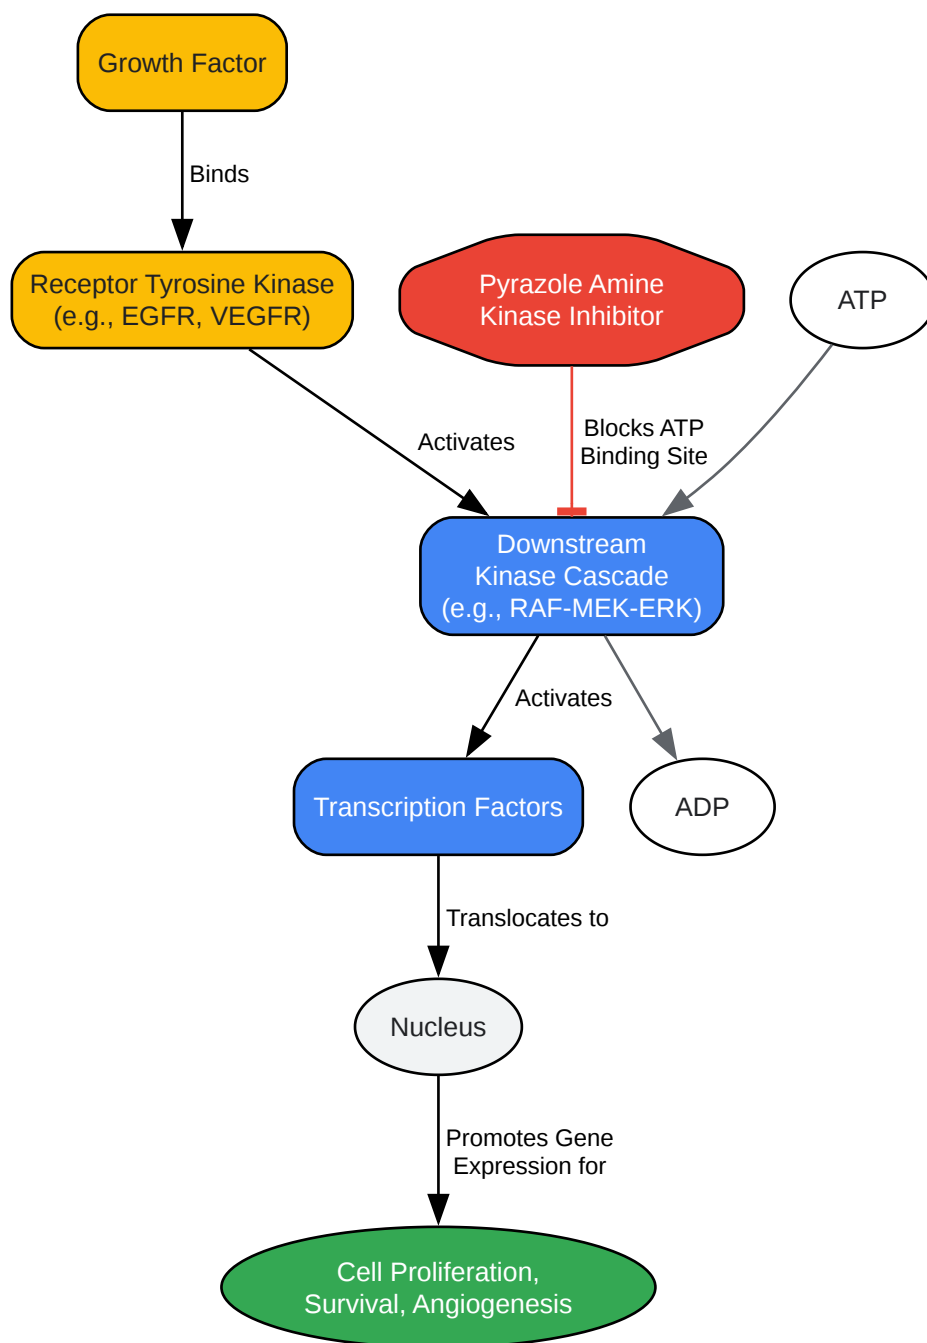 Growth Factor
Binds
Receptor Tyrosine Kinase
(e.g., EGFR, VEGFR)
Pyrazole Amine
Kinase Inhibitor
ATP
Activates
Blocks ATP
Binding Site
Downstream
Kinase Cascade
(e.g., RAF-MEK-ERK)
Activates
Transcription Factors
ADP
Translocates to
Nucleus
Promotes Gene
Expression for
Cell Proliferation,
Survival, Angiogenesis